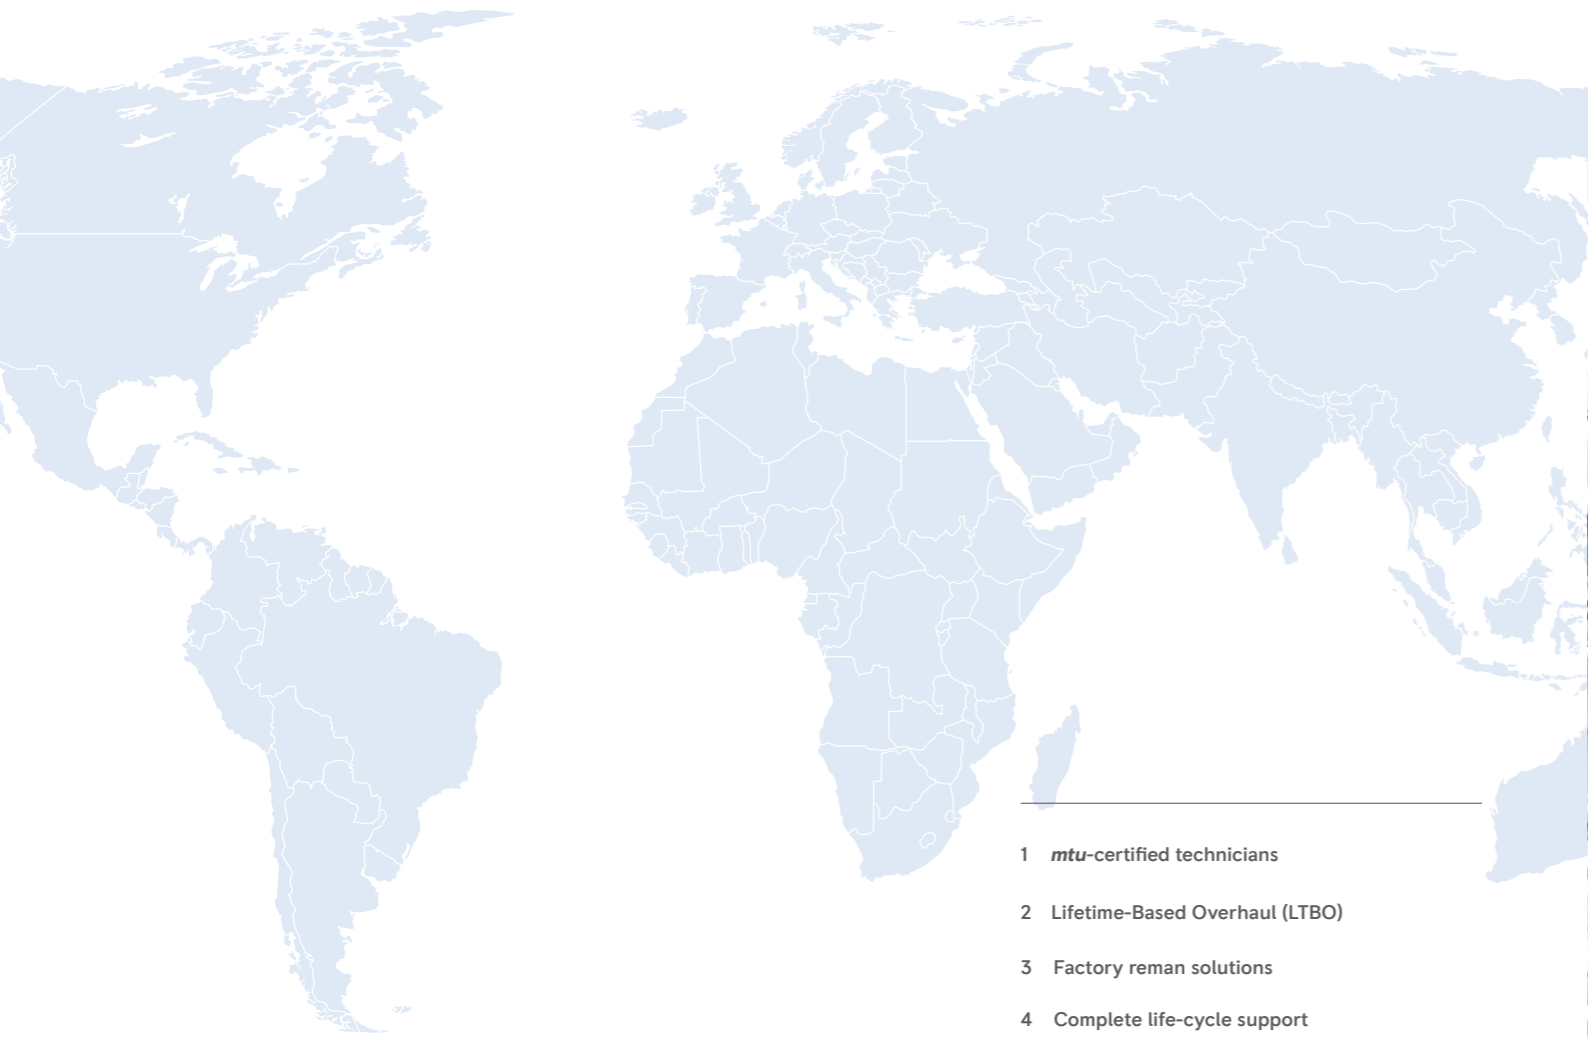 1 mtu-certified technicians
2 Lifetime-Based Overhaul (LTBO)
3 Factory reman solutions
4 Complete life-cycle support